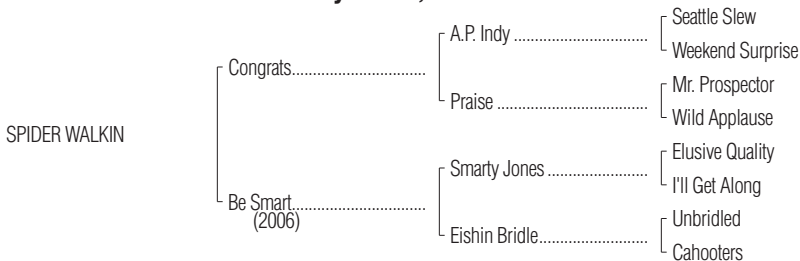 Seattle Slew
A.P. Indy ................................
Weekend Surprise
Congrats................................
Mr. Prospector
Praise ....................................
Wild Applause
SPIDER WALKIN
Elusive Quality
Smarty Jones ........................
I'll Get Along
Be Smart................................
(2006)
Unbridled
Eishin Bridle..........................
Cahooters